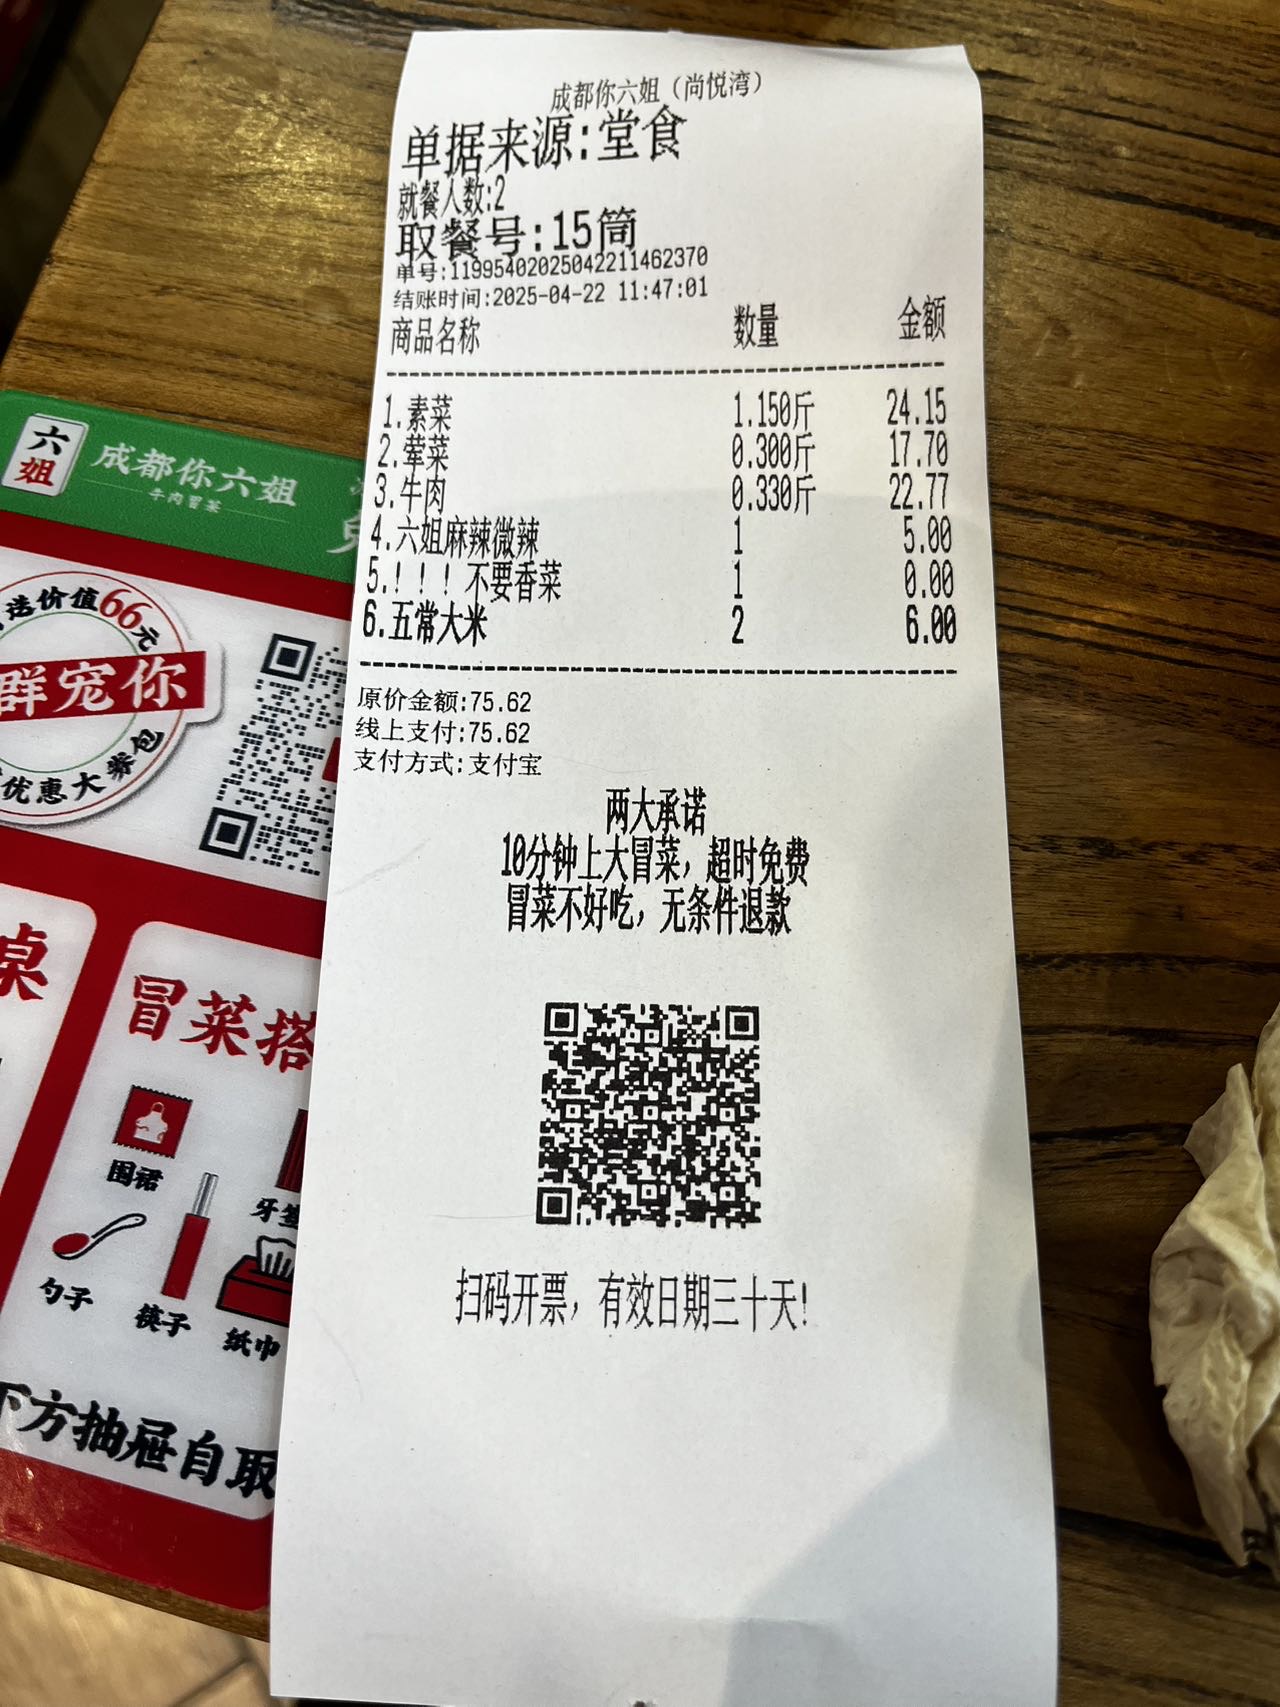 成都你六姐（尚悦湾）
单据来源:堂食
就餐人数:2
取餐号:15筒
单号:11995402025042211462370
结账时间:2025-04-22 11:47:01
商品名称 数量 金额
1.素菜 1.150斤 24.15
2.荤菜 0.300斤 17.70
3.牛肉 0.330斤 22.77
4.六姐麻辣微辣 1 5.00
5.！！！不要香菜 1 0.00
6.五常大米 2 6.00
原价金额:75.62
线上支付:75.62
支付方式:支付宝
两大承诺
10分钟上大冒菜，超时免费
冒菜不好吃，无条件退款
扫码开票，有效日期三十天!
六姐
成都你六姐
牛肉冒菜
选价值66元
群宠你
优惠大菜包
桌
冒菜搭
围裙
牙签
勺子
筷子
纸巾
下方抽屉自取